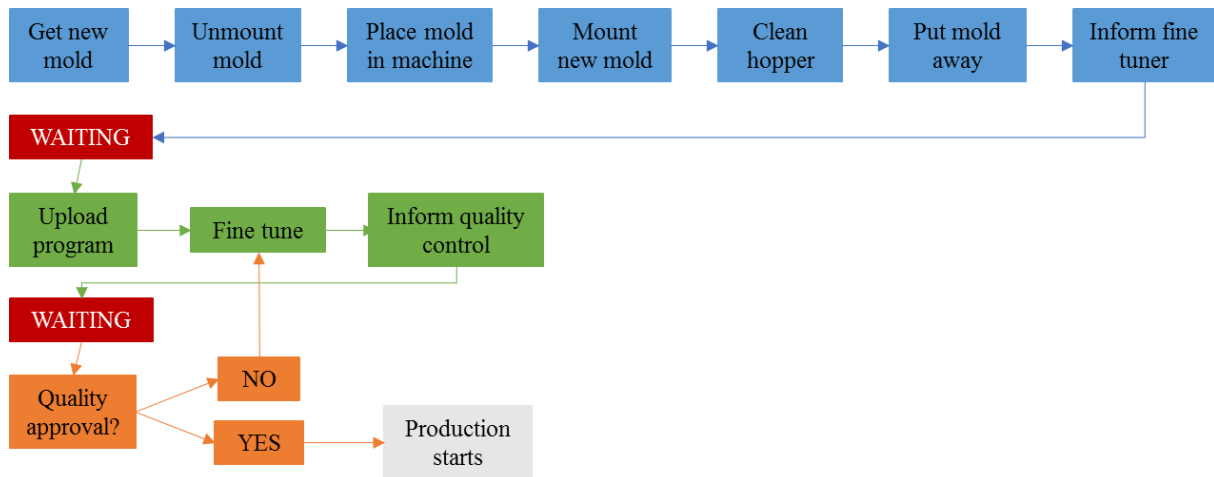 Get new
mold
Unmount
mold
Place mold
in machine
Mount
new mold
Clean
hopper
Put mold
away
Inform fine
tuner
WAITING
Upload
program
Fine tune
Inform quality
control
WAITING
Quality
approval?
NO
YES
Production
starts